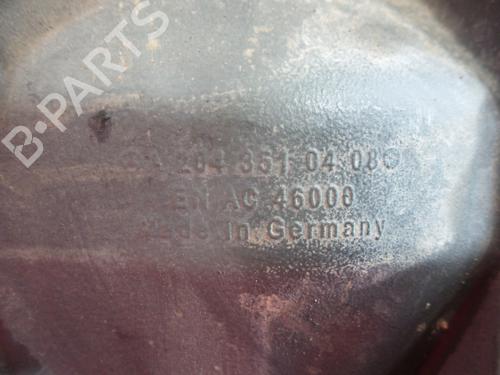 B-PARTS
A 204 351 04 08
EN AC 46000
Made in Germany